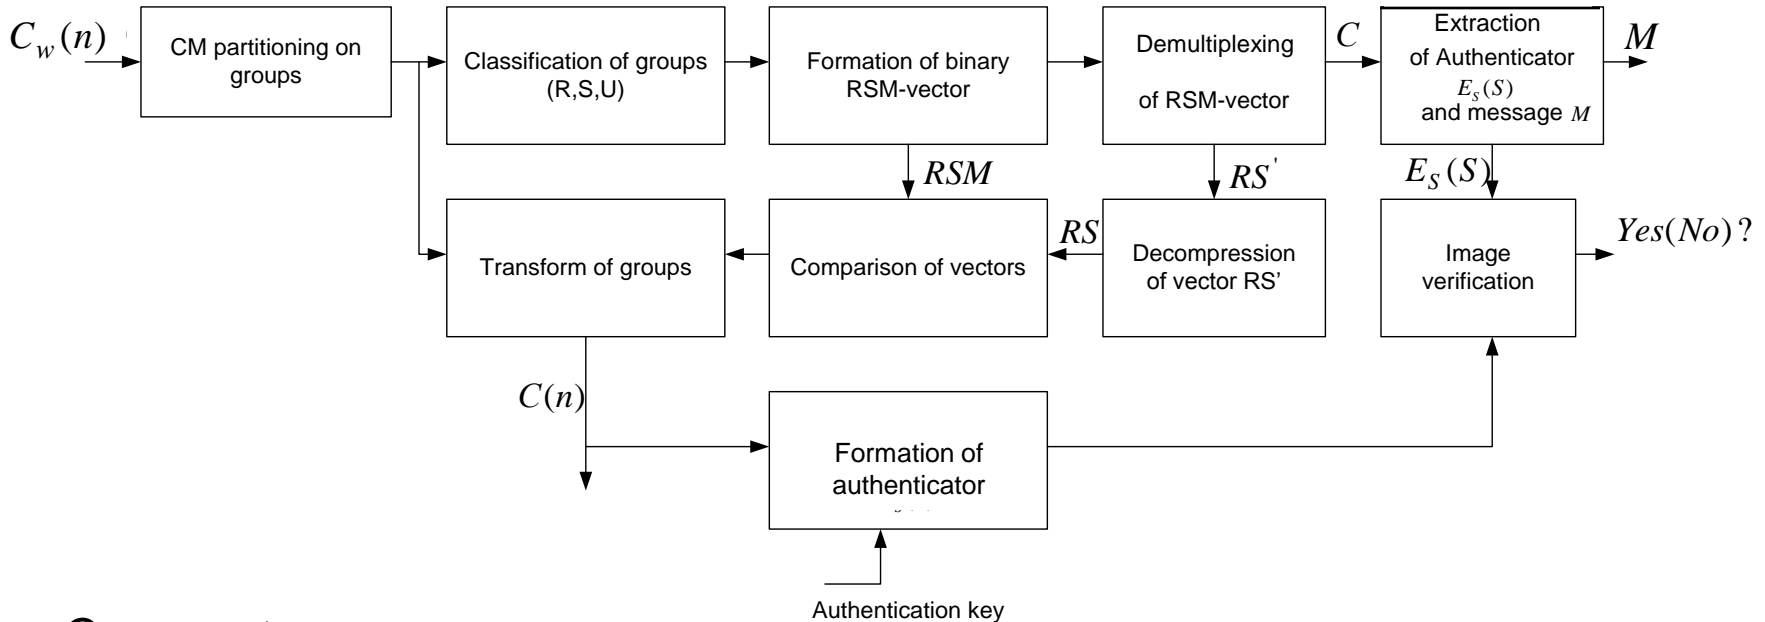 C_w(n)
CM partitioning on
groups
Classification of groups
(R,S,U)
Formation of binary
RSM-vector
Demultiplexing
of RSM-vector
C
Extraction
of Authenticator
E_s(S)
and message M
M
RSM
RS'
E_S(S)
Transform of groups
Comparison of vectors
RS
Decompression
of vector RS’
Image
verification
Yes(No)?
C(n)
Formation of
authenticator
Authentication key